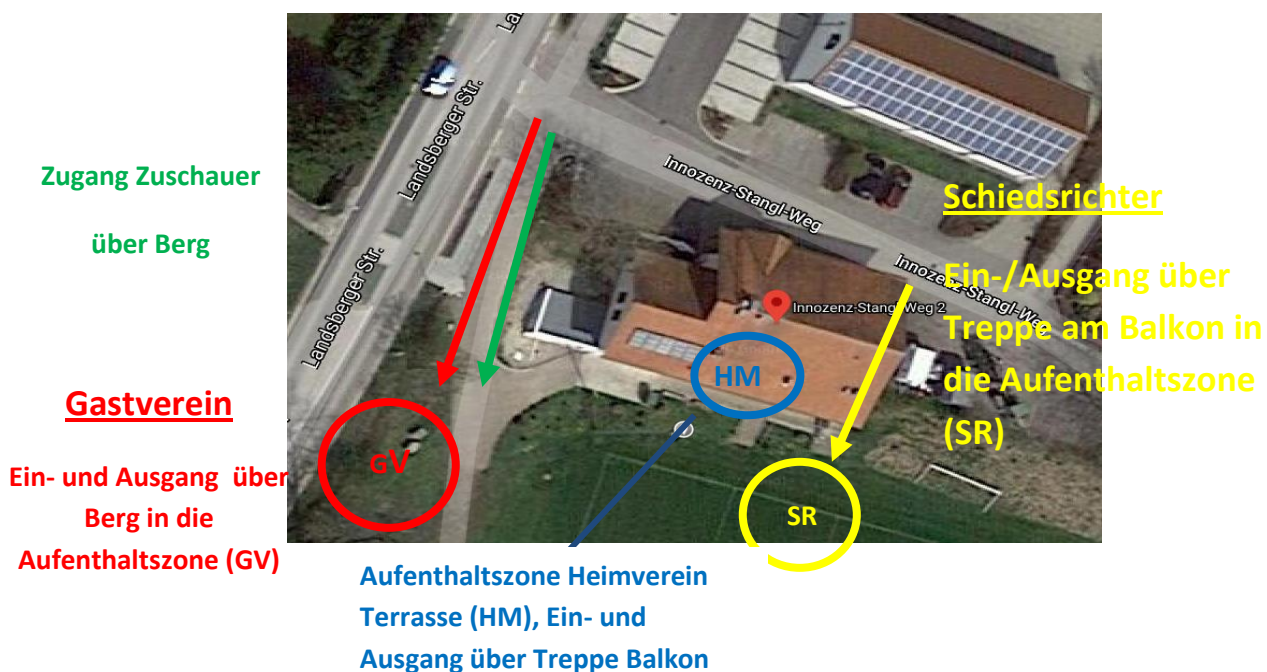 La
Landsberger Str.
Landsberger Str.
Innozenz-Stangl-Weg
Innozenz-Stangl-We
Innozenz-Stangl-Weg 2
Zugang Zuschauer
über Berg
Schiedsrichter
Ein-/Ausgang über
Treppe am Balkon in
die Aufenthaltszone
(SR)
Gastverein
Ein- und Ausgang über
Berg in die
Aufenthaltszone (GV)
HM
GV
SR
Aufenthaltszone Heimverein
Terrasse (HM), Ein- und
Ausgang über Treppe Balkon